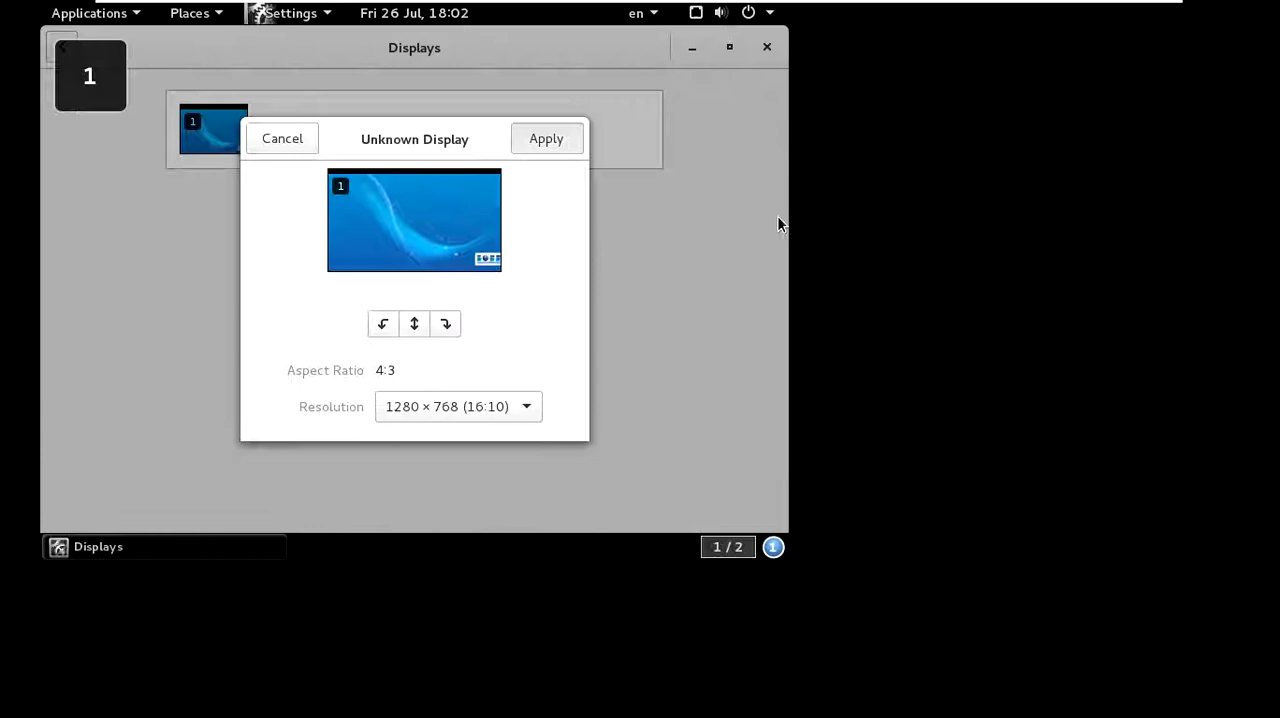 Applications Places Settings Fri 26 Jul, 18:02 en
Displays
1
1
Cancel Unknown Display Apply
1
Aspect Ratio 4:3
Resolution 1280 × 768 (16:10)
Displays 1 / 2 1